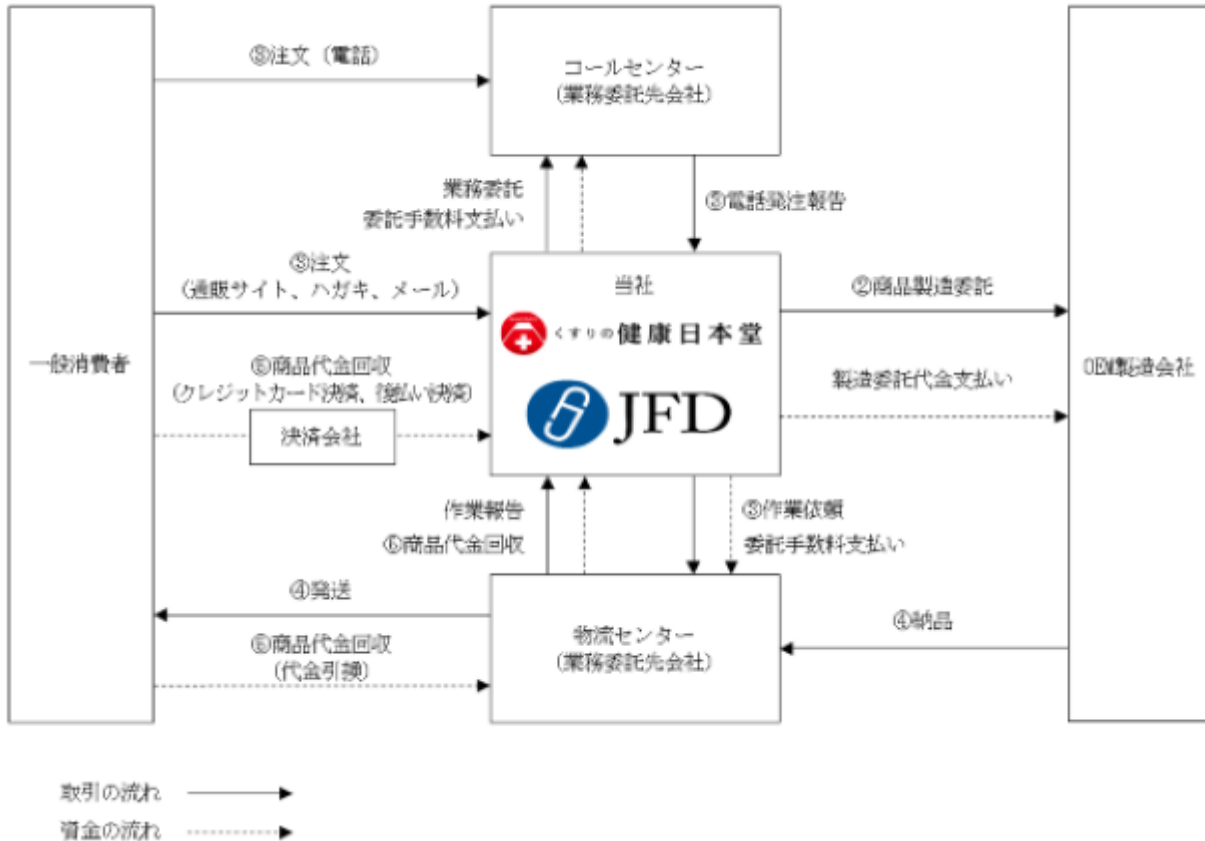 ③注文（電話）
コールセンター
（業務委託先会社）
業務委託
委託手数料支払い
③電話発注報告
③注文
（通販サイト、ハガキ、メール）
当社
くすりの健康日本堂
JFD
②商品製造委託
一般消費者
⑥商品代金回収
（クレジットカード決済、後払い決済）
決済会社
製造委託代金支払い
OEM製造会社
作業報告
⑥商品代金回収
③作業依頼
委託手数料支払い
④発送
⑥商品代金回収
（代金引換）
物流センター
（業務委託先会社）
④納品
取引の流れ
資金の流れ